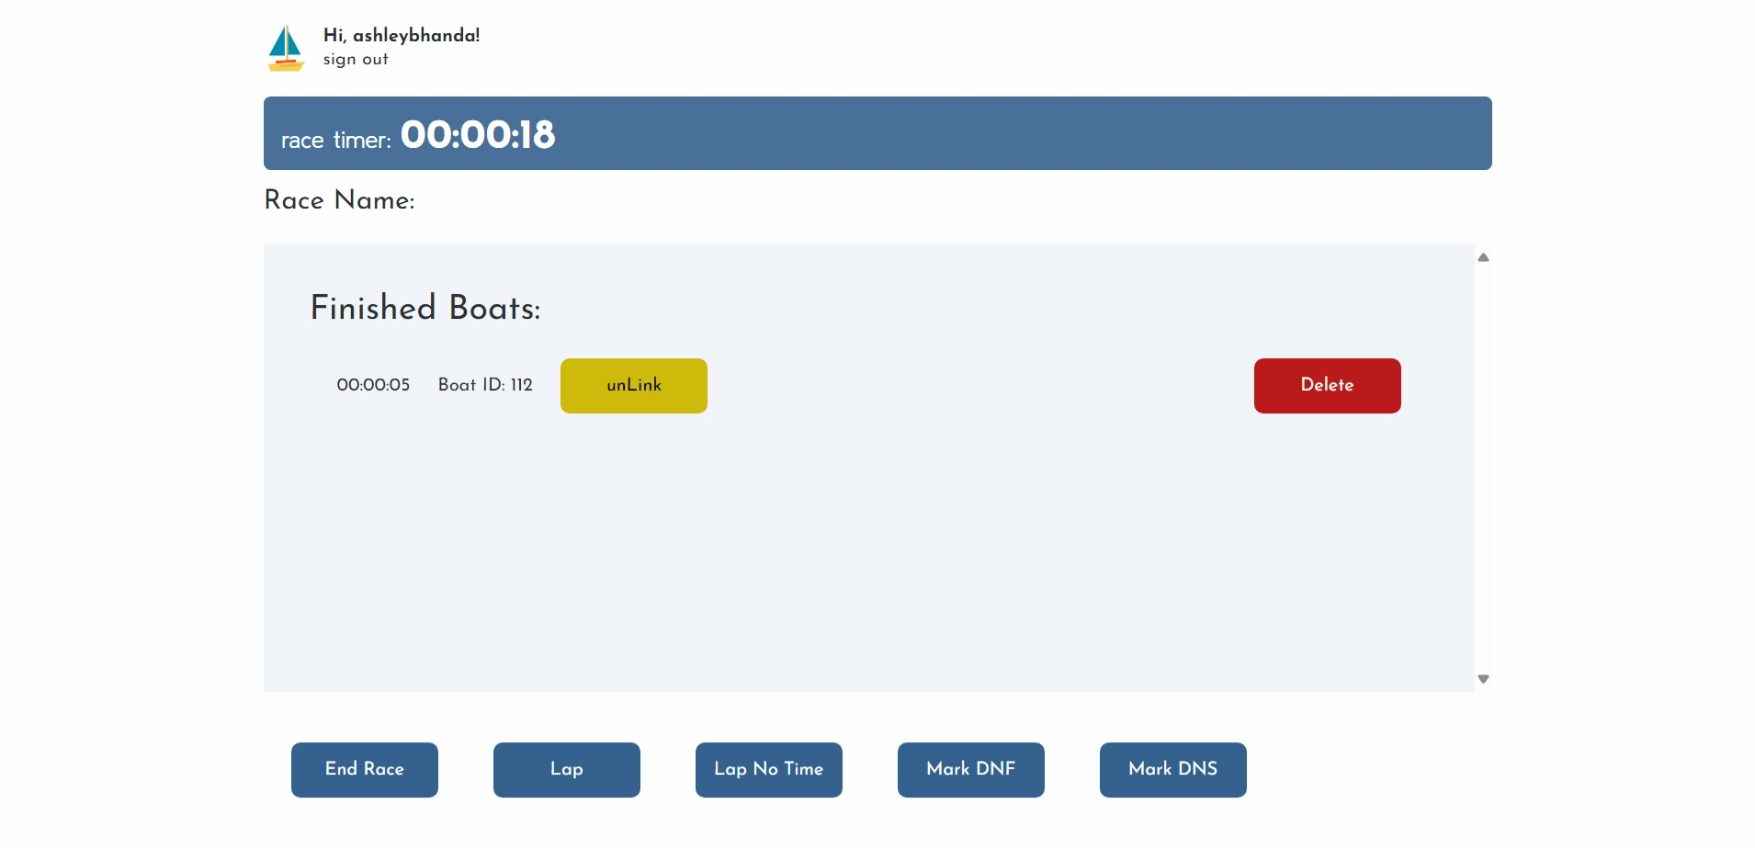 Hi, ashleybhanda!
sign out
race timer: 00:00:18
Race Name:
Finished Boats:
00:00:05 Boat ID: 112 unLink Delete
End Race Lap Lap No Time Mark DNF Mark DNS